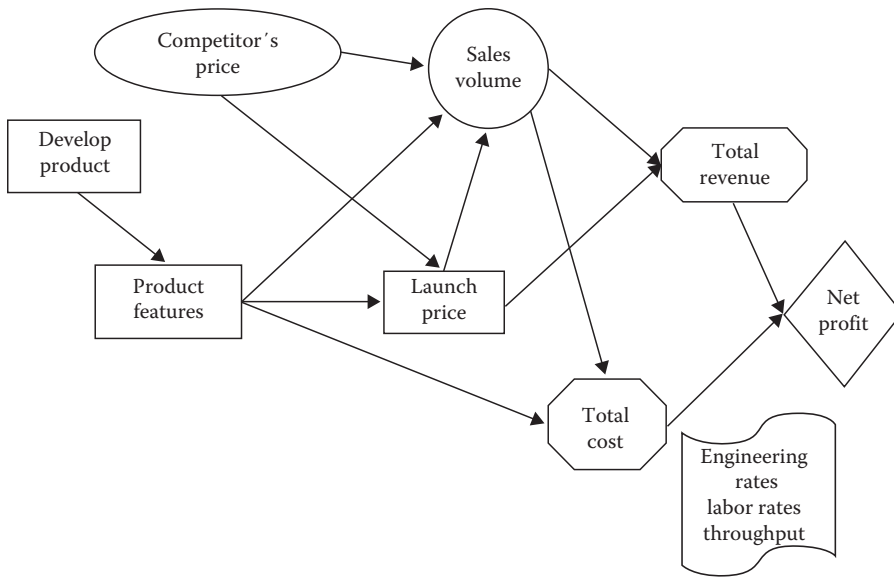 Competitor´s
price
Sales
volume
Develop
product
Total
revenue
Product
features
Launch
price
Net
profit
Total
cost
Engineering
rates
labor rates
throughput